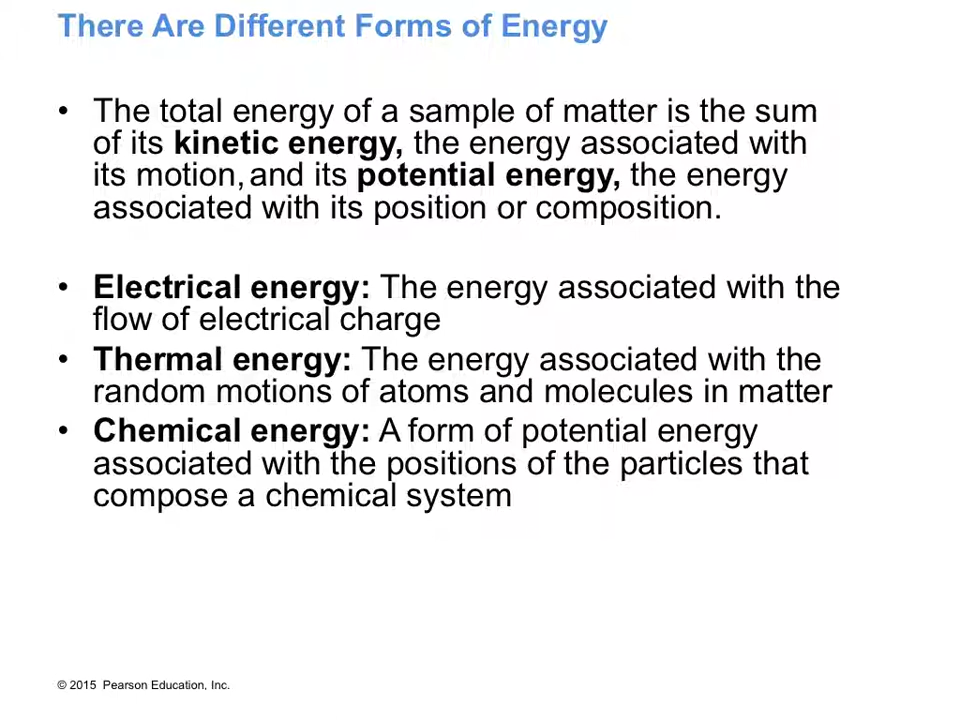 There Are Different Forms of Energy
• The total energy of a sample of matter is the sum
of its kinetic energy, the energy associated with
its motion, and its potential energy, the energy
associated with its position or composition.
• Electrical energy: The energy associated with the
flow of electrical charge
• Thermal energy: The energy associated with the
random motions of atoms and molecules in matter
• Chemical energy: A form of potential energy
associated with the positions of the particles that
compose a chemical system
© 2015 Pearson Education, Inc.